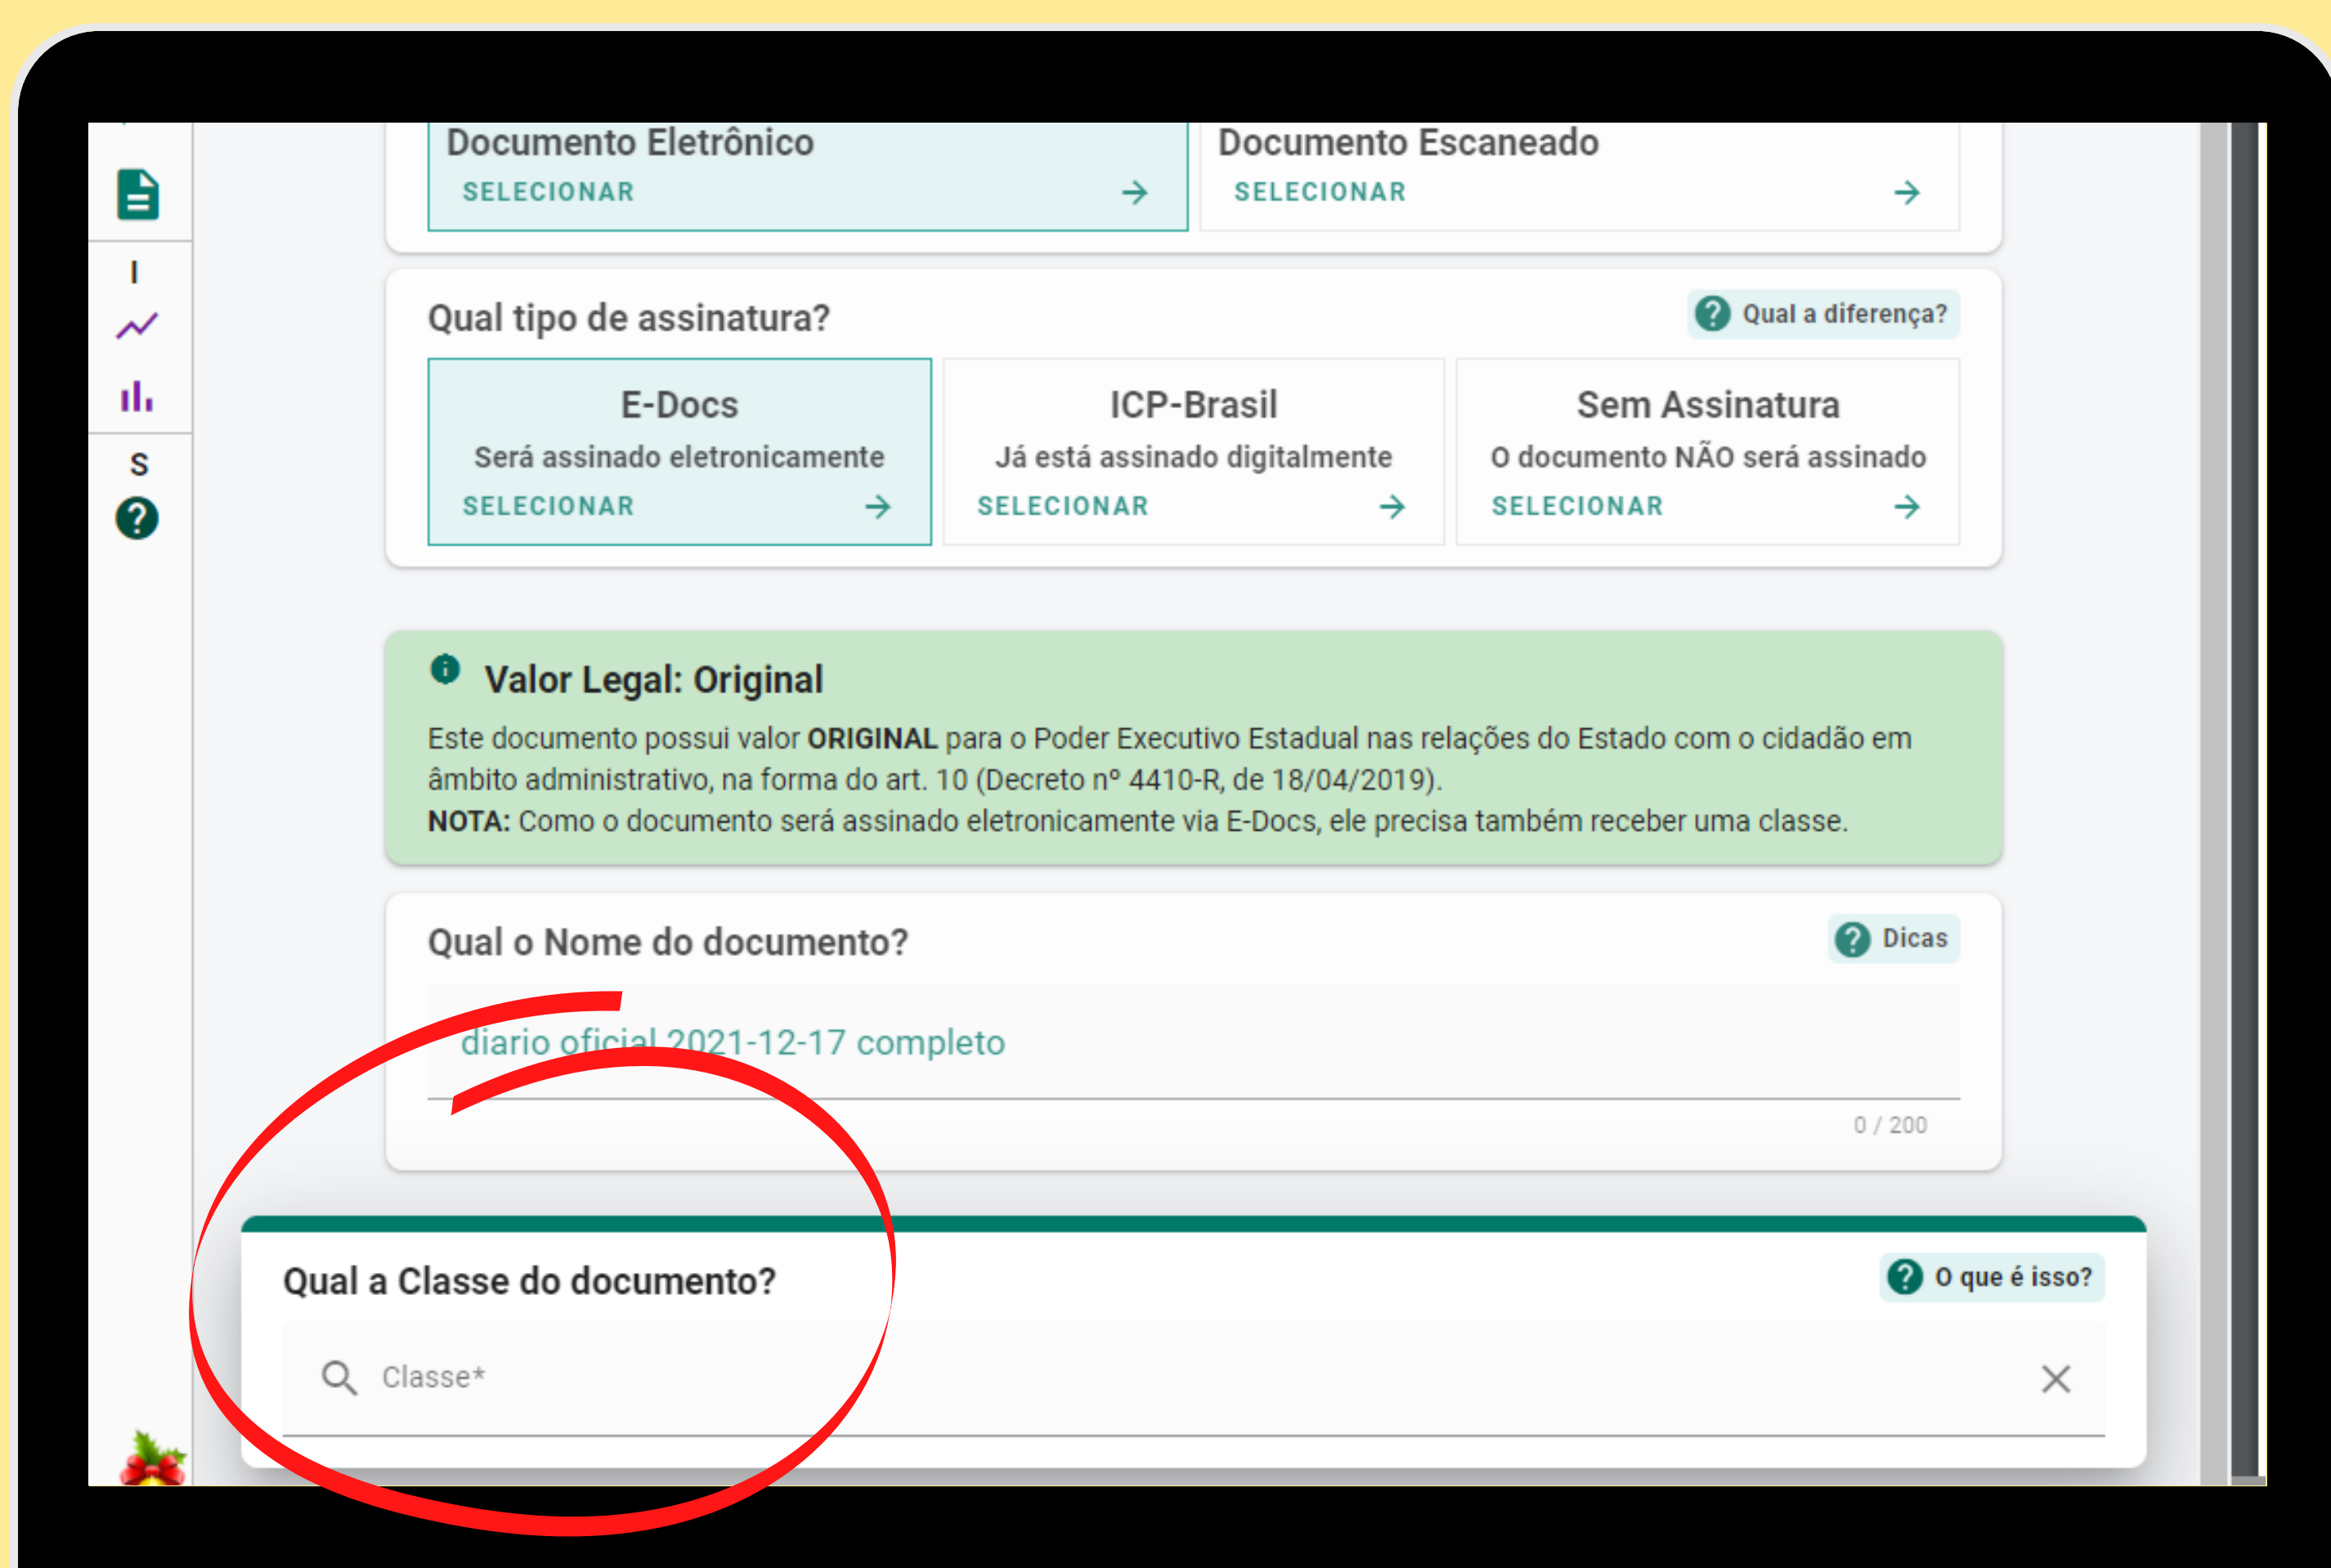 Documento Eletrônico
SELECIONAR
Documento Escaneado
SELECIONAR
I
S
Qual tipo de assinatura?
Qual a diferença?
E-Docs
Será assinado eletronicamente
SELECIONAR
ICP-Brasil
Já está assinado digitalmente
SELECIONAR
Sem Assinatura
O documento NÃO será assinado
SELECIONAR
Valor Legal: Original
Este documento possui valor ORIGINAL para o Poder Executivo Estadual nas relações do Estado com o cidadão em
âmbito administrativo, na forma do art. 10 (Decreto nº 4410-R, de 18/04/2019).
NOTA: Como o documento será assinado eletronicamente via E-Docs, ele precisa também receber uma classe.
Qual o Nome do documento?
Dicas
diario oficial 2021-12-17 completo
0 / 200
Qual a Classe do documento?
O que é isso?
Classe*